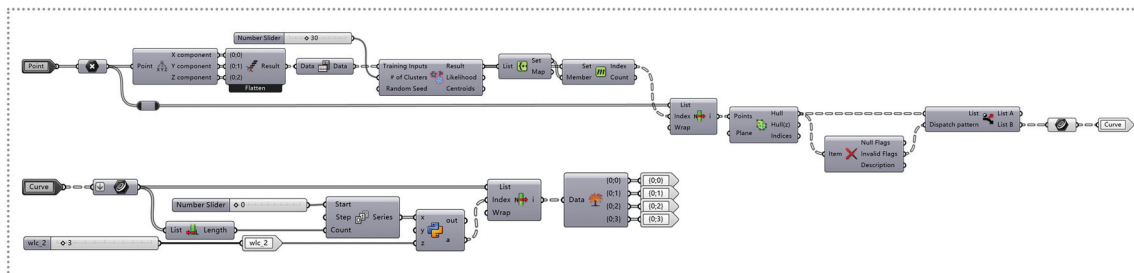 Number Slider ◇ 30
Point
Point
X component
Y component
Z component
{0;0}
{0;1}
{0;2}
Result
Flatten
Data Data
Training Inputs
# of Clusters
Random Seed
Result
Likelihood
Centroids
List
Set
Map
Set
Member
Index
Count
List
Index
Wrap
i
Points
Plane
Hull
Hull(z)
Indices
Item
Null Flags
Invalid Flags
Description
List
Dispatch pattern
List A
List B
Curve
Curve
Number Slider ◇ 0
List Length
Start
Step
Count
Series
x
y
z
out
a
wlc_2 ◇ 3
wlc_2
List
Index
Wrap
i
Data
{0;0}
{0;1}
{0;2}
{0;3}
{0;0}
{0;1}
{0;2}
{0;3}